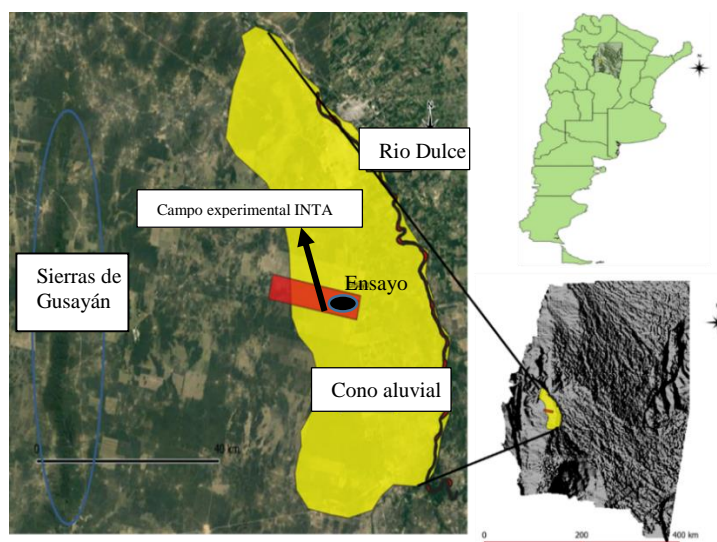 Rio Dulce
Campo experimental INTA
Sierras de
Gusayán
Ensayo
Cono aluvial
0
40 km
0
200
400 km